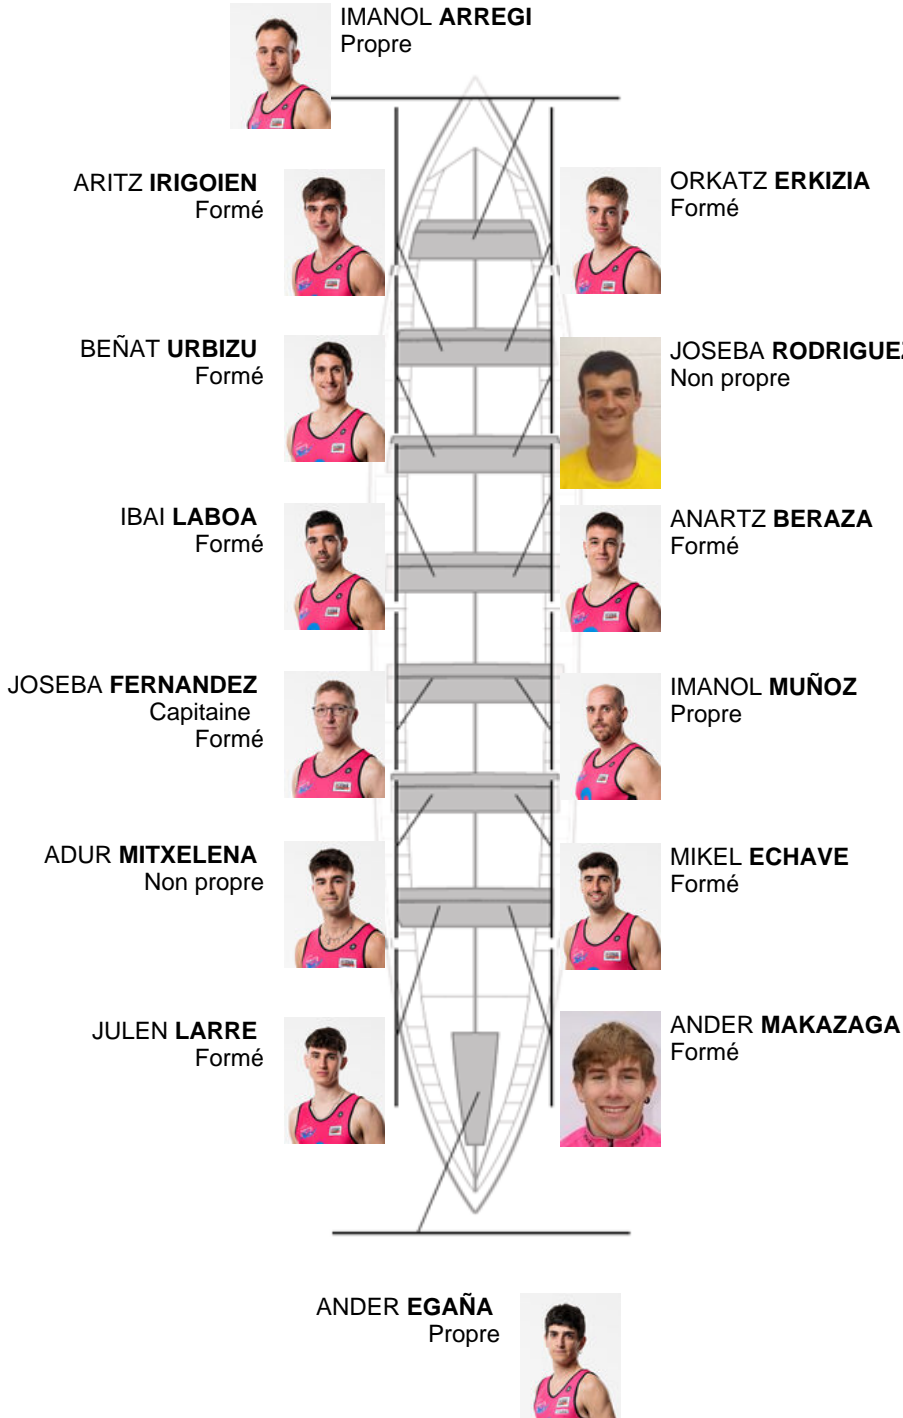 IMANOL ARREGI
Propre
ARITZ IRIGOIEN
Formé
ORKATZ ERKIZIA
Formé
BEÑAT URBIZU
Formé
JOSEBA RODRIGUEZ
Non propre
IBAI LABOA
Formé
ANARTZ BERAZA
Formé
JOSEBA FERNANDEZ
Capitaine
Formé
IMANOL MUÑOZ
Propre
ADUR MITXELENA
Non propre
MIKEL ECHAVE
Formé
JULEN LARRE
Formé
ANDER MAKAZAGA
Formé
ANDER EGAÑA
Propre